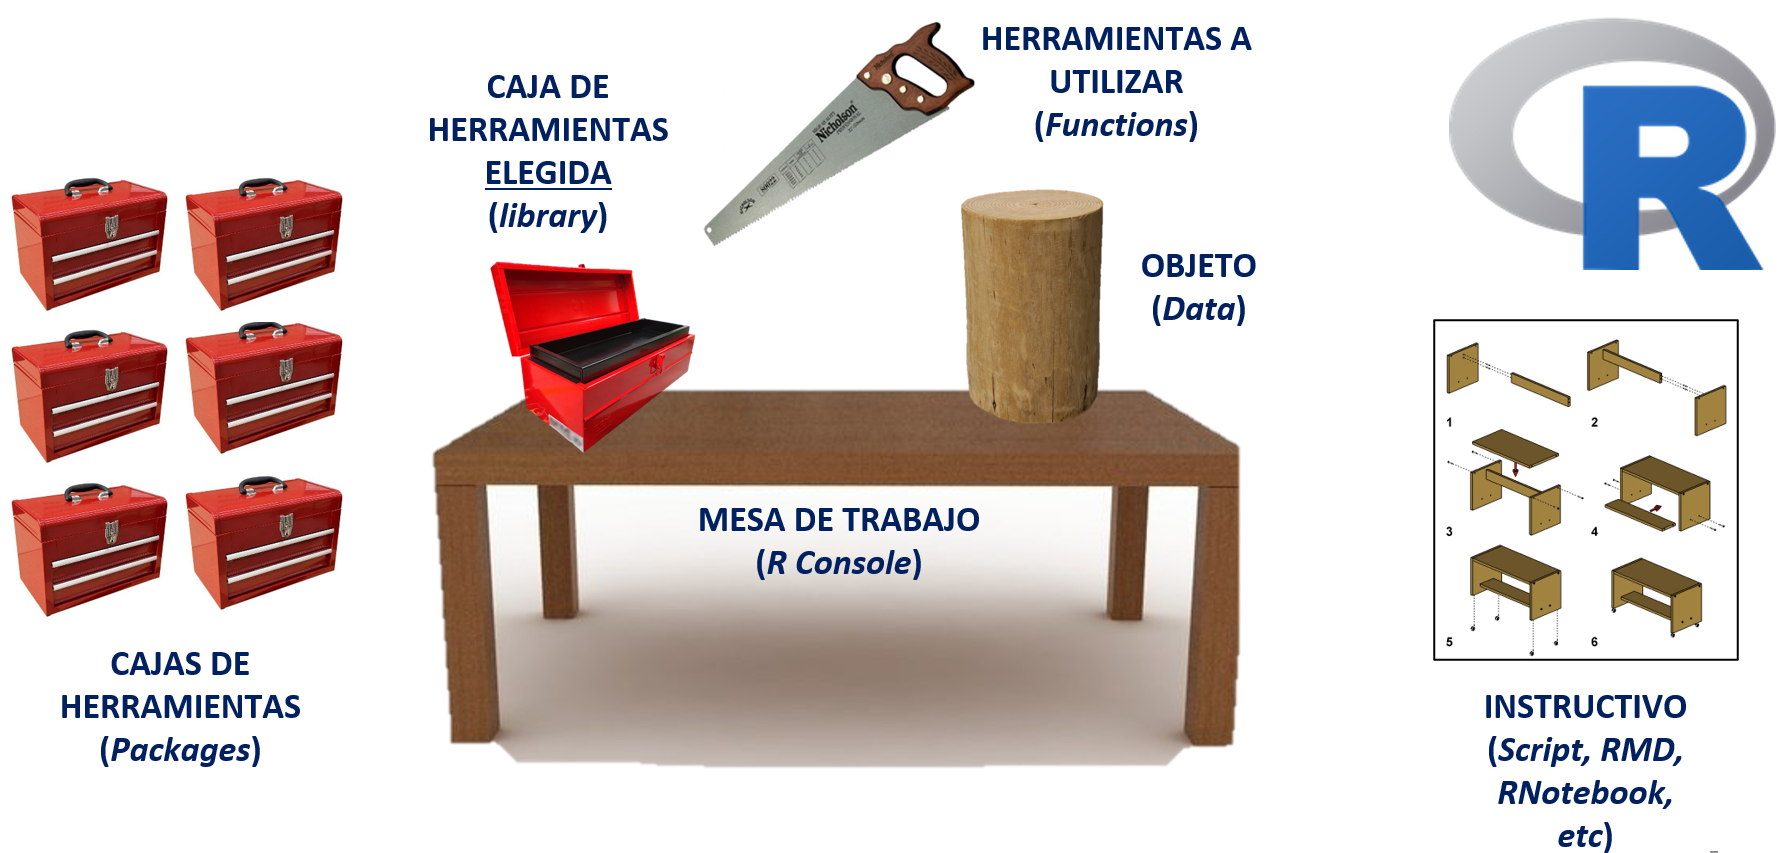 CAJA DE
HERRAMIENTAS
ELEGIDA
(library)
Nicholson
HERRAMIENTAS A
UTILIZAR
(Functions)
R
OBJETO
(Data)
MESA DE TRABAJO
(R Console)
CAJAS DE
HERRAMIENTAS
(Packages)
1
2
3
4
5
6
INSTRUCTIVO
(Script, RMD,
RNotebook,
etc)